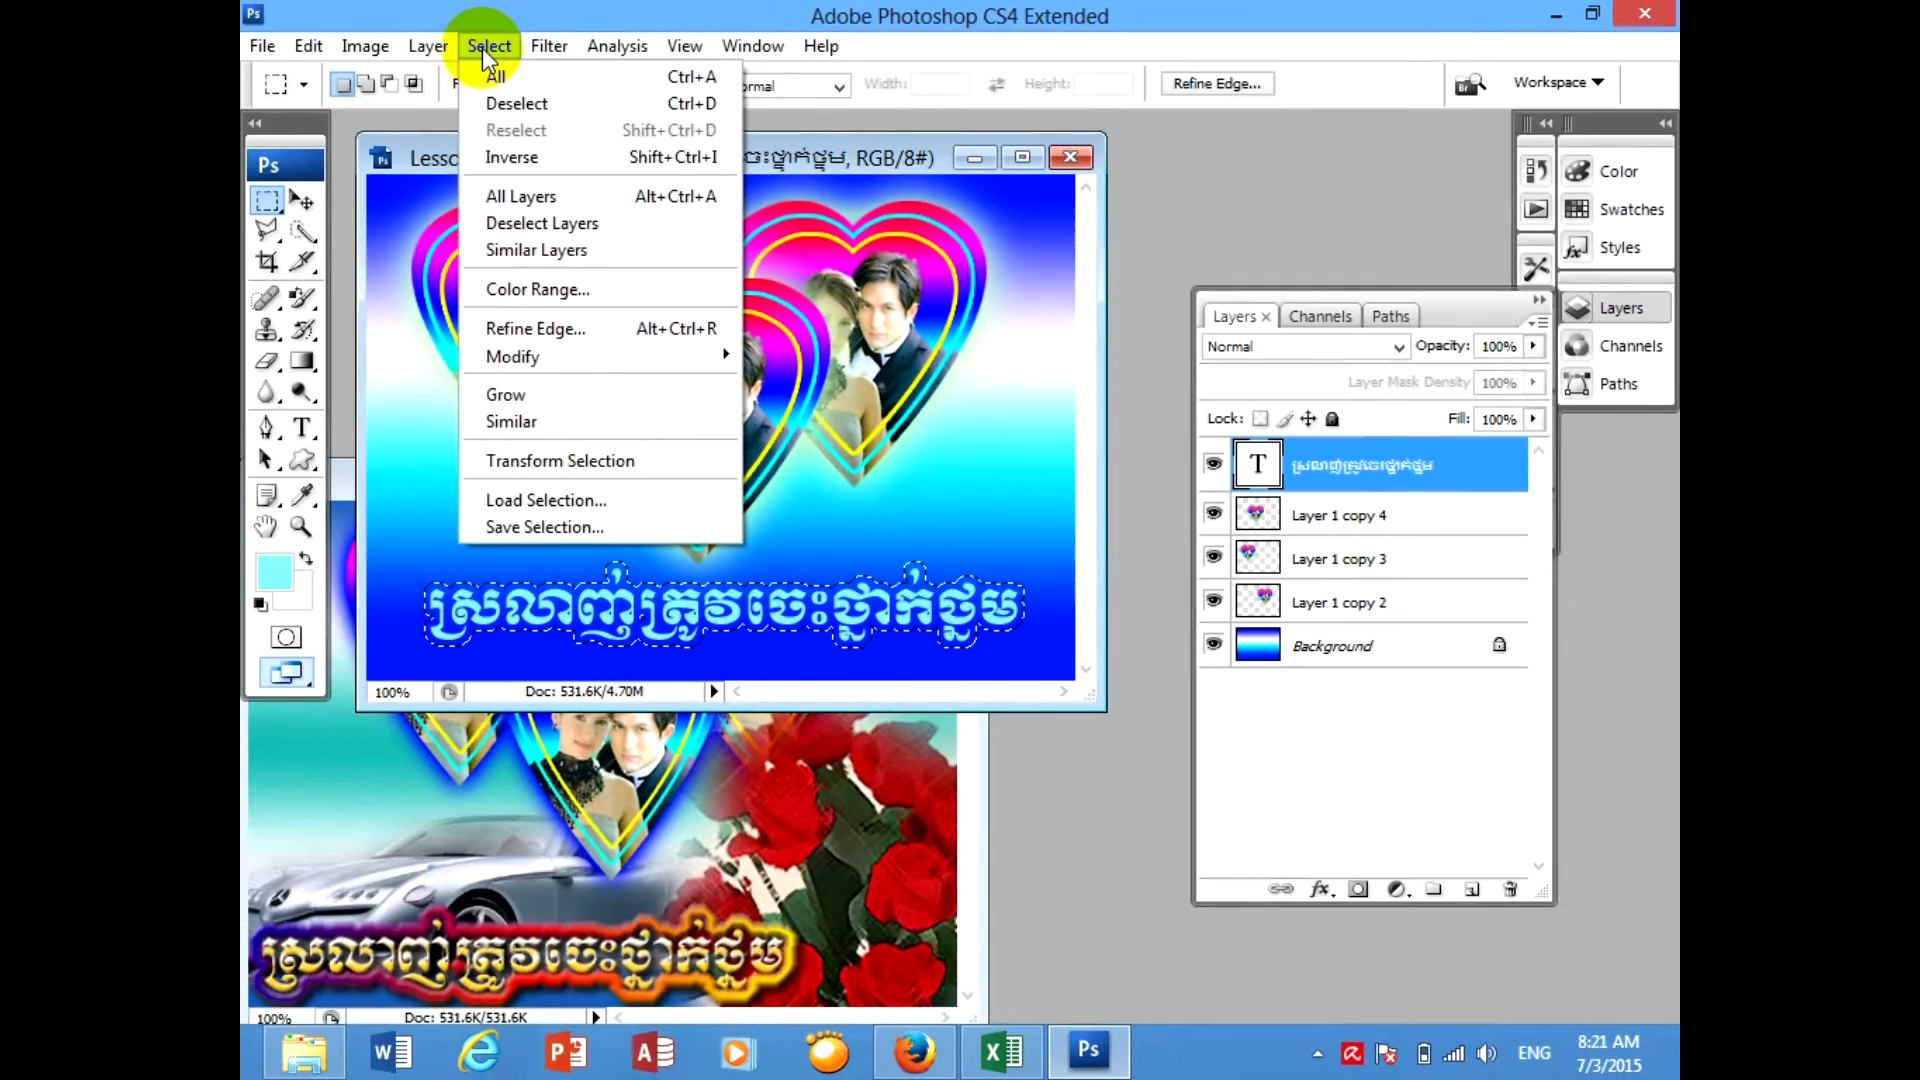 Ps
Adobe Photoshop CS4 Extended
File Edit Image Layer Select Filter Analysis View Window Help
Width: Height: Refine Edge... Br Workspace
All Ctrl+A
Deselect Ctrl+D
Reselect Shift+Ctrl+D
Inverse Shift+Ctrl+I
All Layers Alt+Ctrl+A
Deselect Layers
Similar Layers
Color Range...
Refine Edge... Alt+Ctrl+R
Modify
Grow
Similar
Transform Selection
Load Selection...
Save Selection...
Ps
ចេះថ្នាក់ថ្នម, RGB/8#)
ស្រលាញ់ត្រូវចេះថ្នាក់ថ្នម
100% Doc: 531.6K/4.70M
ស្រលាញ់ត្រូវចេះថ្នាក់ថ្នម
100% Doc: 531.6K/531.6K
Color
Swatches
Styles
Layers
Channels
Paths
Layers x Channels Paths
Normal Opacity: 100%
Layer Mask Density 100%
Lock: Fill: 100%
T ស្រលាញ់ត្រូវចេះថ្នាក់ថ្នម
Layer 1 copy 4
Layer 1 copy 3
Layer 1 copy 2
Background
fx
ENG
8:21 AM
7/3/2015